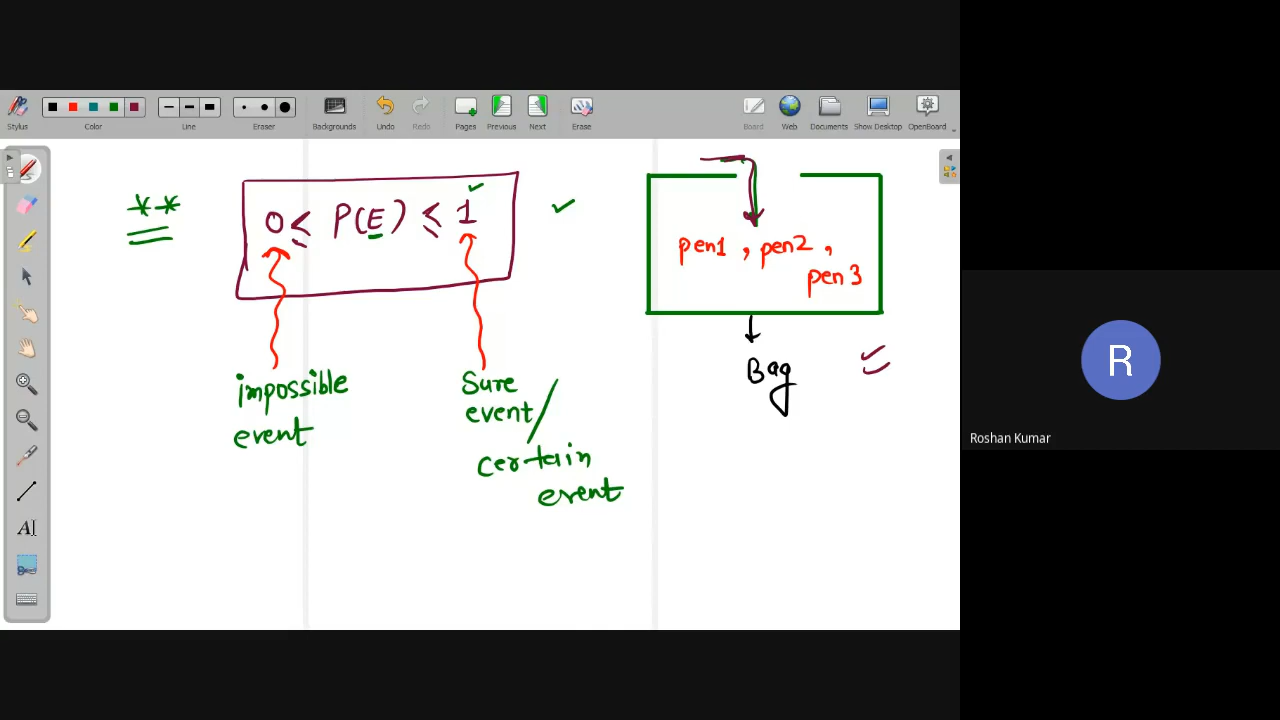 Stylus
Color
Line
Eraser
Backgrounds
Undo
Redo
Pages
Previous
Next
Erase
Board
Web
Documents
Show Desktop
OpenBoard
**
0 ≤ P(E) ≤ 1
impossible
event
Sure
event/
certain
event
pen1, pen2,
pen3
Bag
AI
R
Roshan Kumar